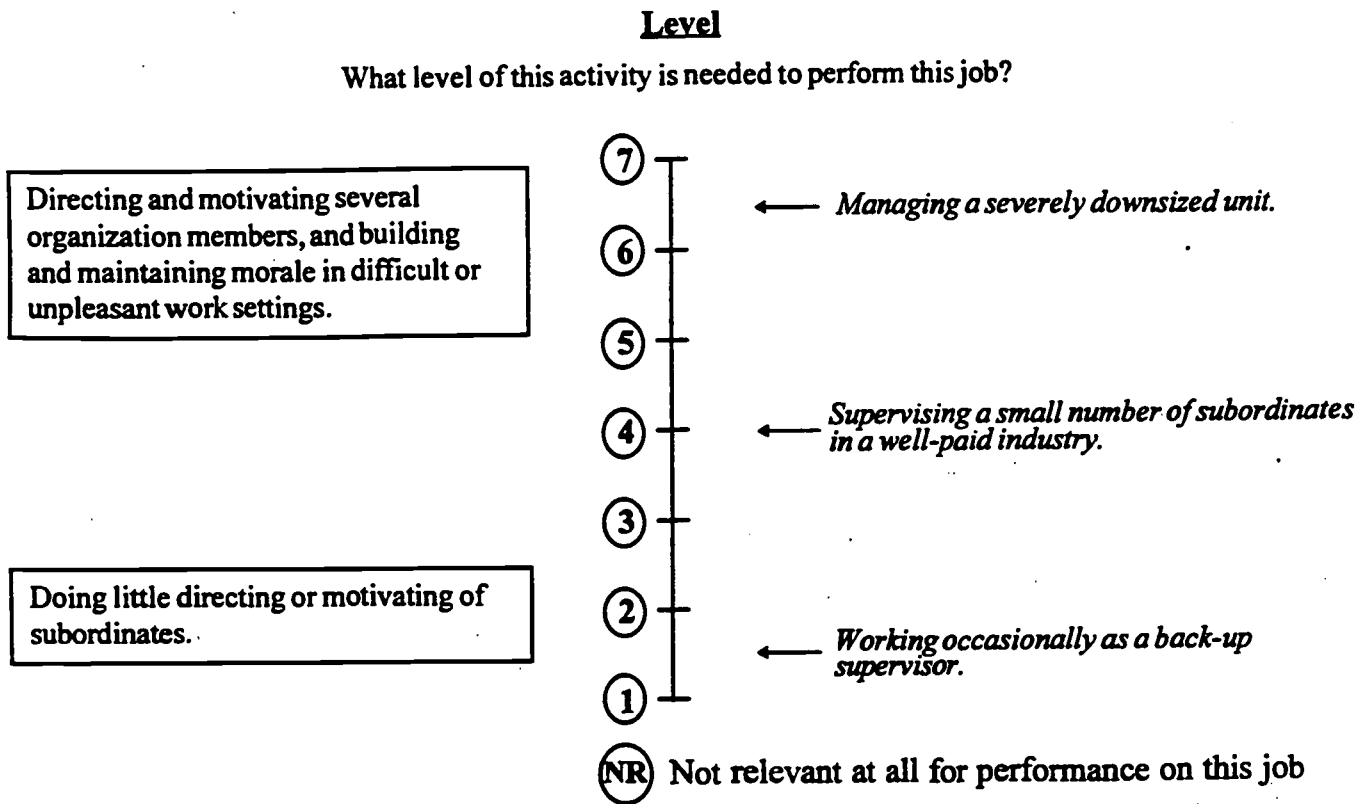 Level
What level of this activity is needed to perform this job?
Directing and motivating several
organization members, and building
and maintaining morale in difficult or
unpleasant work settings.
Doing little directing or motivating of
subordinates.
7
6
5
4
3
2
1
Managing a severely downsized unit.
Supervising a small number of subordinates
in a well-paid industry.
Working occasionally as a back-up
supervisor.
NR Not relevant at all for performance on this job